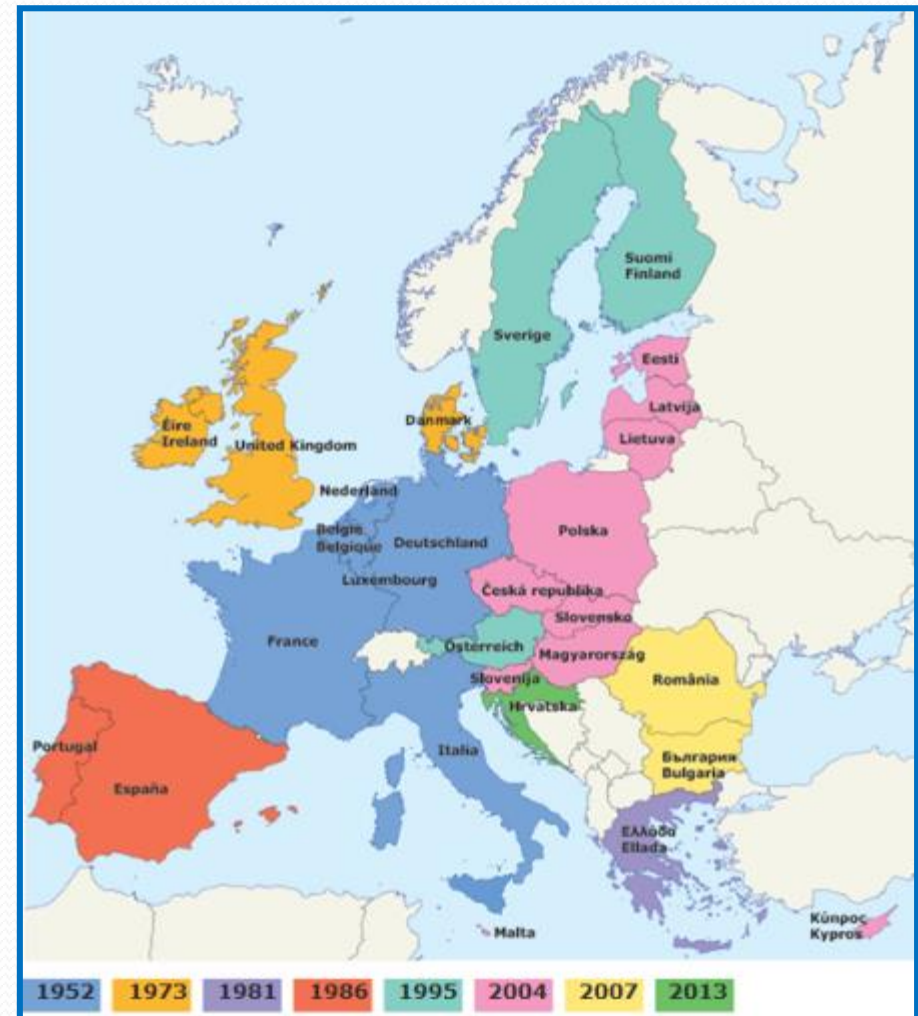 Suomi
Finland
Sverige
Eesti
Latvija
Lietuva
Danmark
Éire
Ireland
United Kingdom
Nederland
België
Belgique
Deutschland
Polska
Luxembourg
Česká republika
Slovensko
France
Österreich
Magyarország
Slovenija
România
Hrvatska
Portugal
España
Italia
България
Bulgaria
Ελλάδα
Ellada
Malta
Κύπρος
Kypros
1952 1973 1981 1986 1995 2004 2007 2013